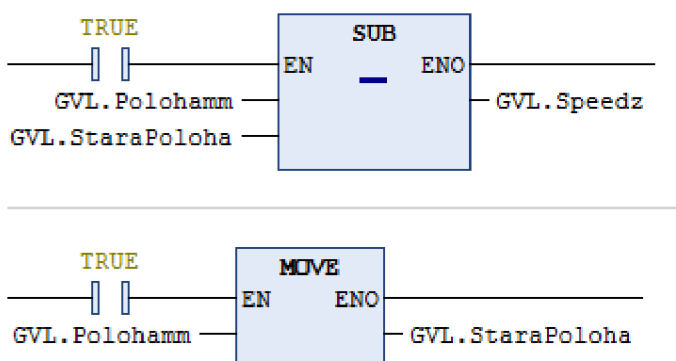 TRUE
SUB
EN ENO
GVL.Polohamm GVL.Speedz
GVL.StaraPoloha
TRUE
MOVE
EN ENO
GVL.Polohamm GVL.StaraPoloha